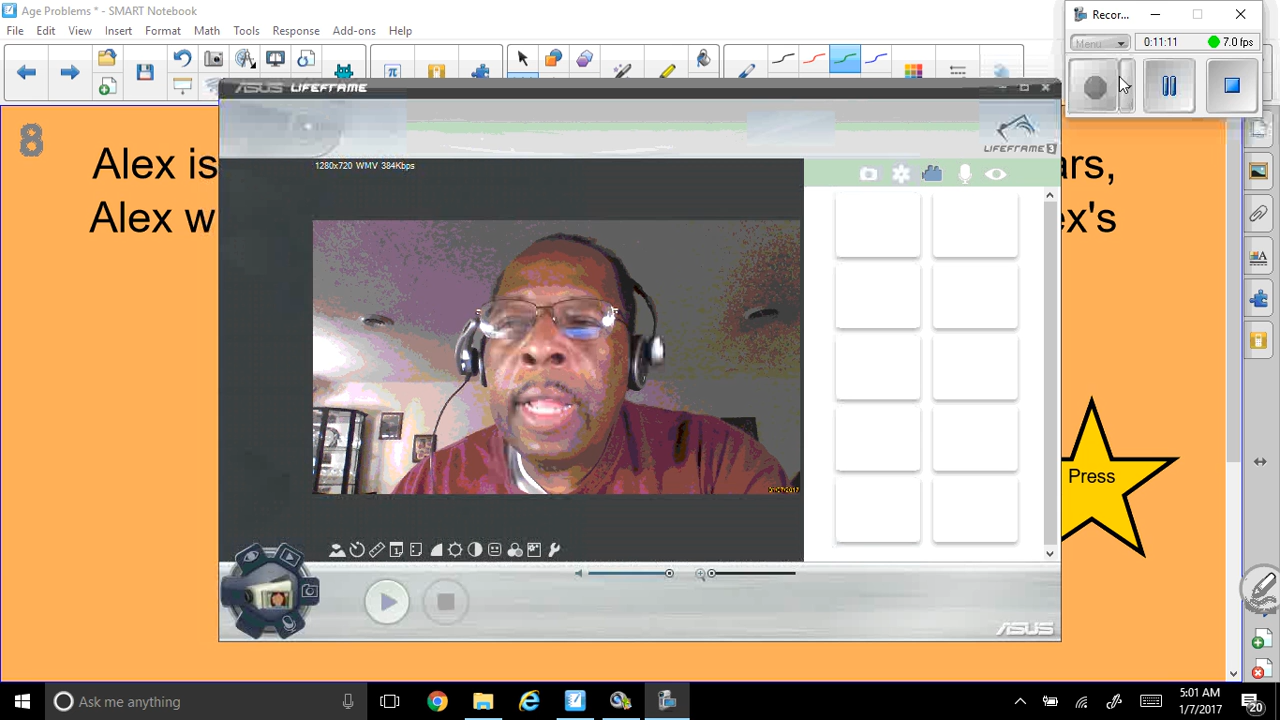 Age Problems * - SMART Notebook
File Edit View Insert Format Math Tools Response Add-ons Help
Recor...
Menu 0:11:11 7.0 fps
ASUS LIFEFRAME
LIFEFRAME 3
1280x720 WMV 384Kbps
8
Alex is ars,
Alex w ex's
Press
ASUS
Ask me anything
5:01 AM
1/7/2017
20